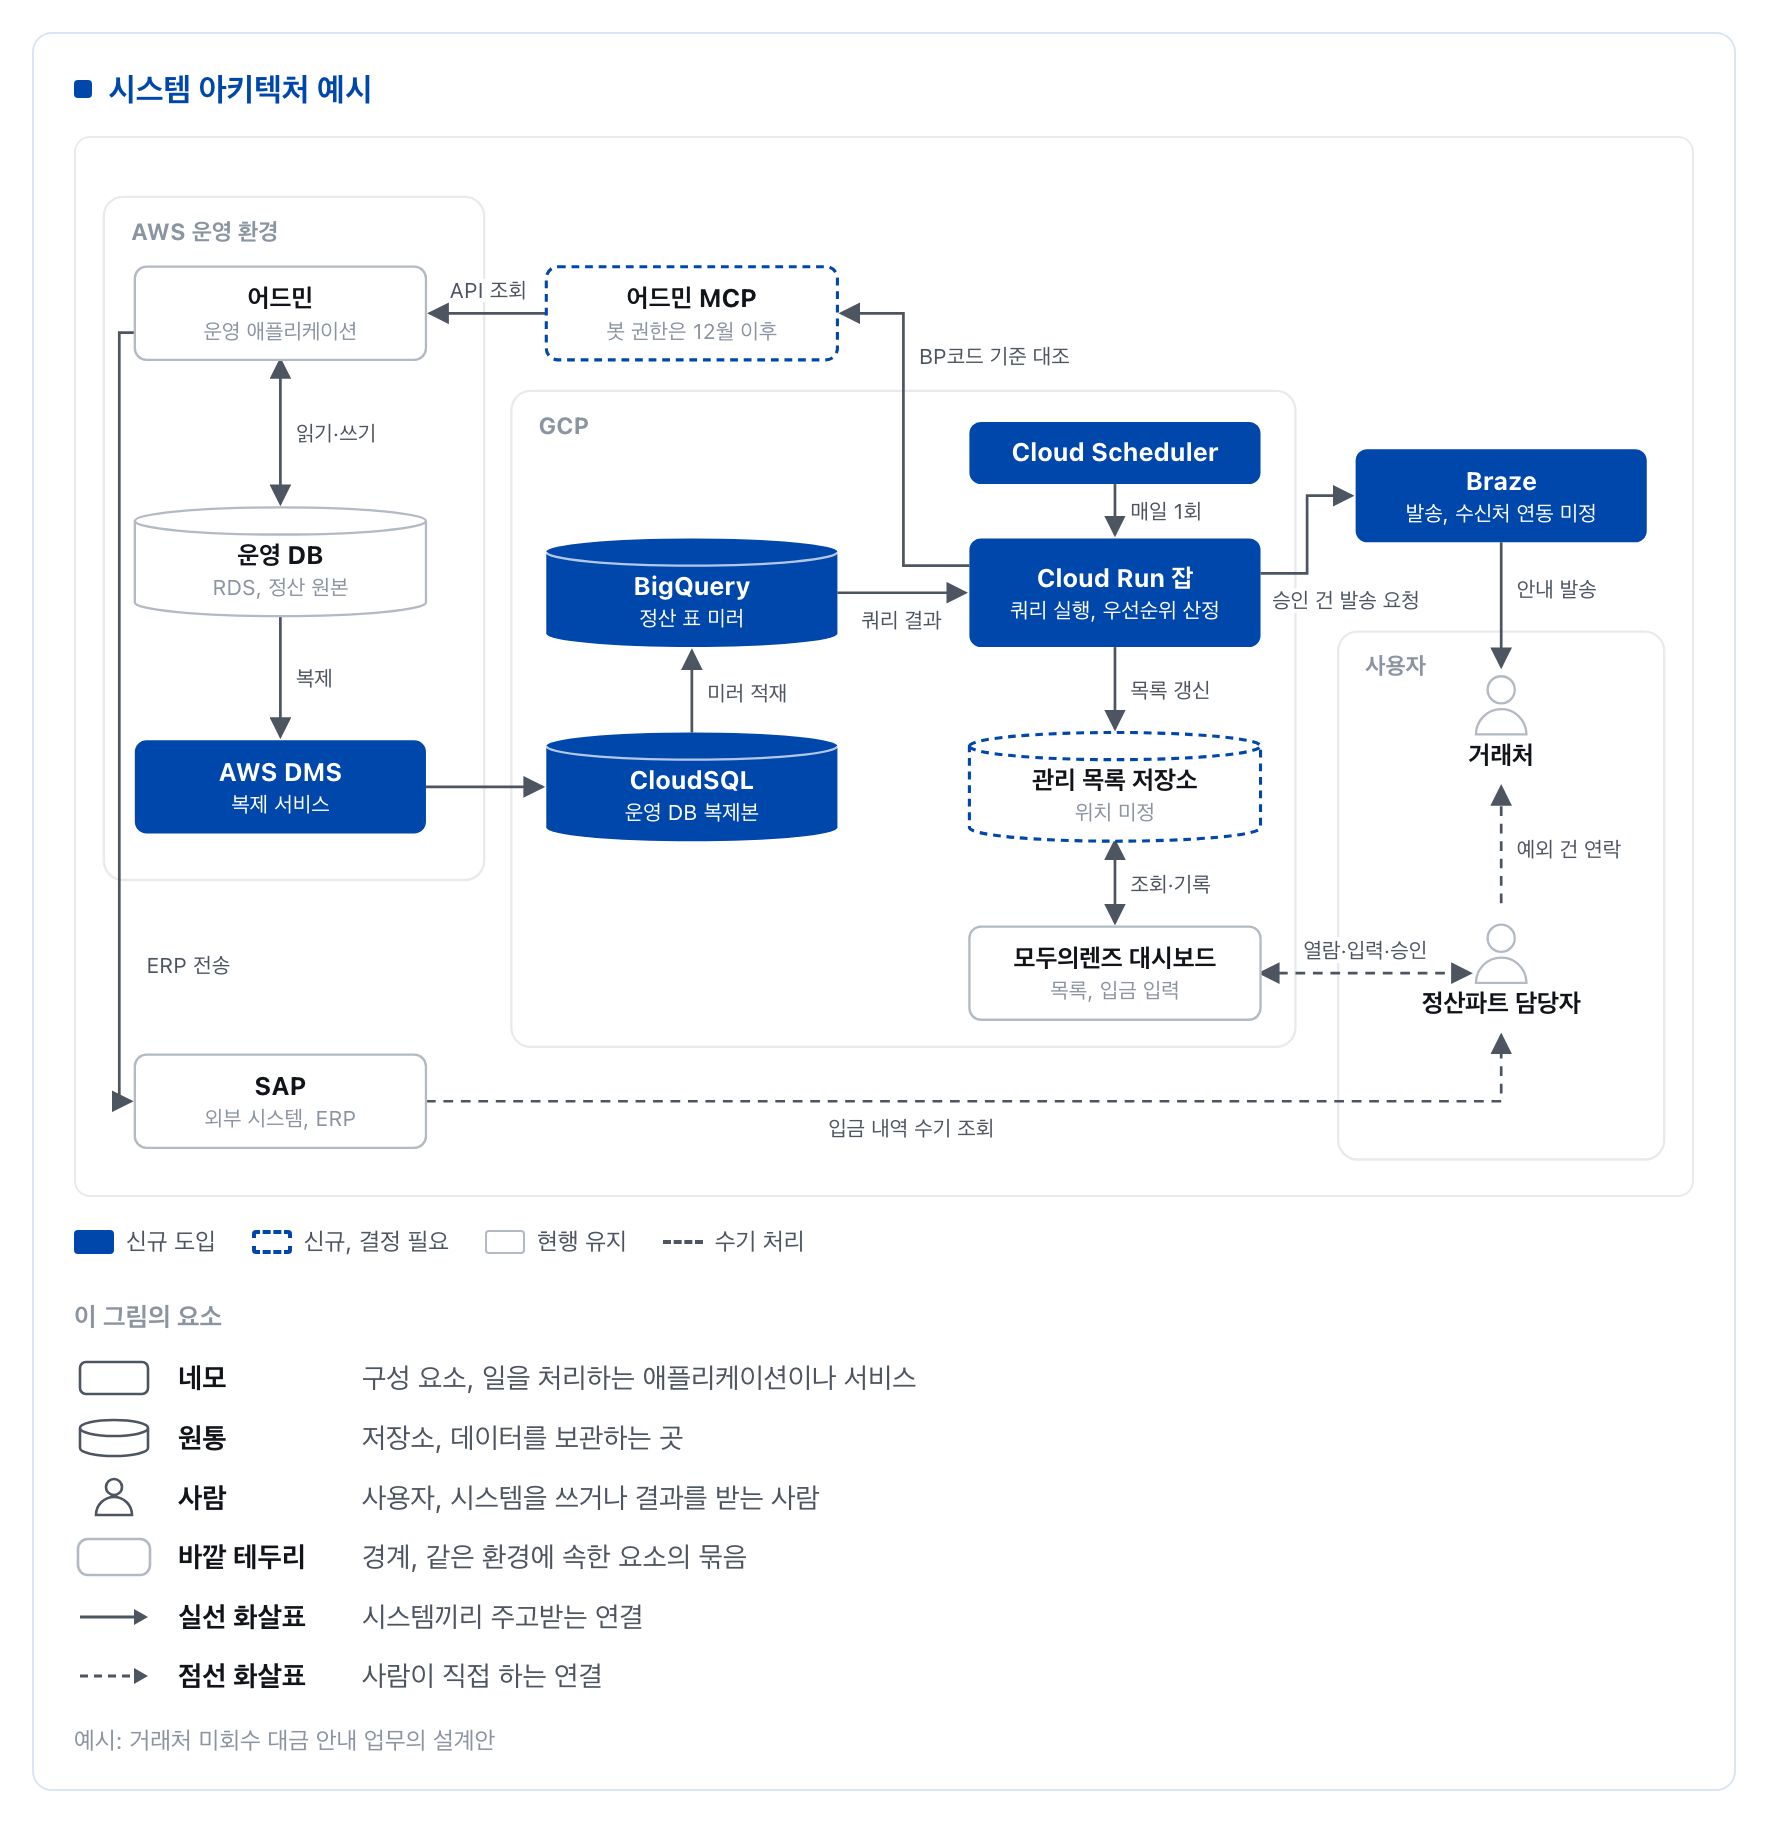 시스템 아키텍처 예시
AWS 운영 환경
어드민
운영 애플리케이션
API 조회
어드민 MCP
봇 권한은 12월 이후
BP코드 기준 대조
읽기·쓰기
GCP
Cloud Scheduler
매일 1회
Braze
발송, 수신처 연동 미정
운영 DB
RDS, 정산 원본
BigQuery
정산 표 미러
쿼리 결과
Cloud Run 잡
쿼리 실행, 우선순위 산정
승인 건 발송 요청
안내 발송
복제
미러 적재
목록 갱신
사용자
거래처
AWS DMS
복제 서비스
CloudSQL
운영 DB 복제본
관리 목록 저장소
위치 미정
예외 건 연락
조회·기록
ERP 전송
모두의렌즈 대시보드
목록, 입금 입력
열람·입력·승인
정산파트 담당자
SAP
외부 시스템, ERP
입금 내역 수기 조회
신규 도입
신규, 결정 필요
현행 유지
수기 처리
이 그림의 요소
네모 구성 요소, 일을 처리하는 애플리케이션이나 서비스
원통 저장소, 데이터를 보관하는 곳
사람 사용자, 시스템을 쓰거나 결과를 받는 사람
바깥 테두리 경계, 같은 환경에 속한 요소의 묶음
실선 화살표 시스템끼리 주고받는 연결
점선 화살표 사람이 직접 하는 연결
예시: 거래처 미회수 대금 안내 업무의 설계안